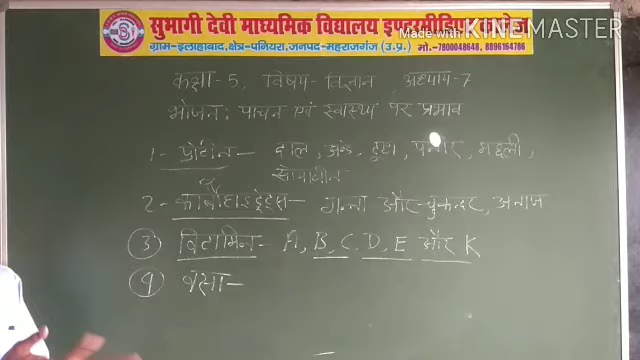 सुभागी देवी माध्यमिक विद्यालय इण्टरमीडिएट कालेज
Made with KINEMASTER
ग्राम-इलाहाबाद, क्षेत्र-पनियरा, जनपद-महराजगंज (उ.प्र.) मो.-7800048648, 8896164786
कक्षा-5, विषय-विज्ञान अध्याय-7
भोजन: पाचन एवं स्वास्थ्य पर प्रभाव
1- प्रोटीन- दाल, अंडे, दूध, पनीर, मछली,
सोयाबीन
2- कार्बोहाइड्रेट्स- गन्ना और चुकन्दर, अनाज
3 विटामिन- A, B, C, D, E और K
4 वसा-